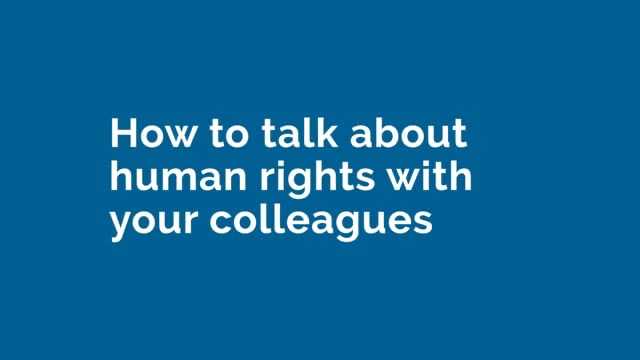 How to talk about
human rights with
your colleagues